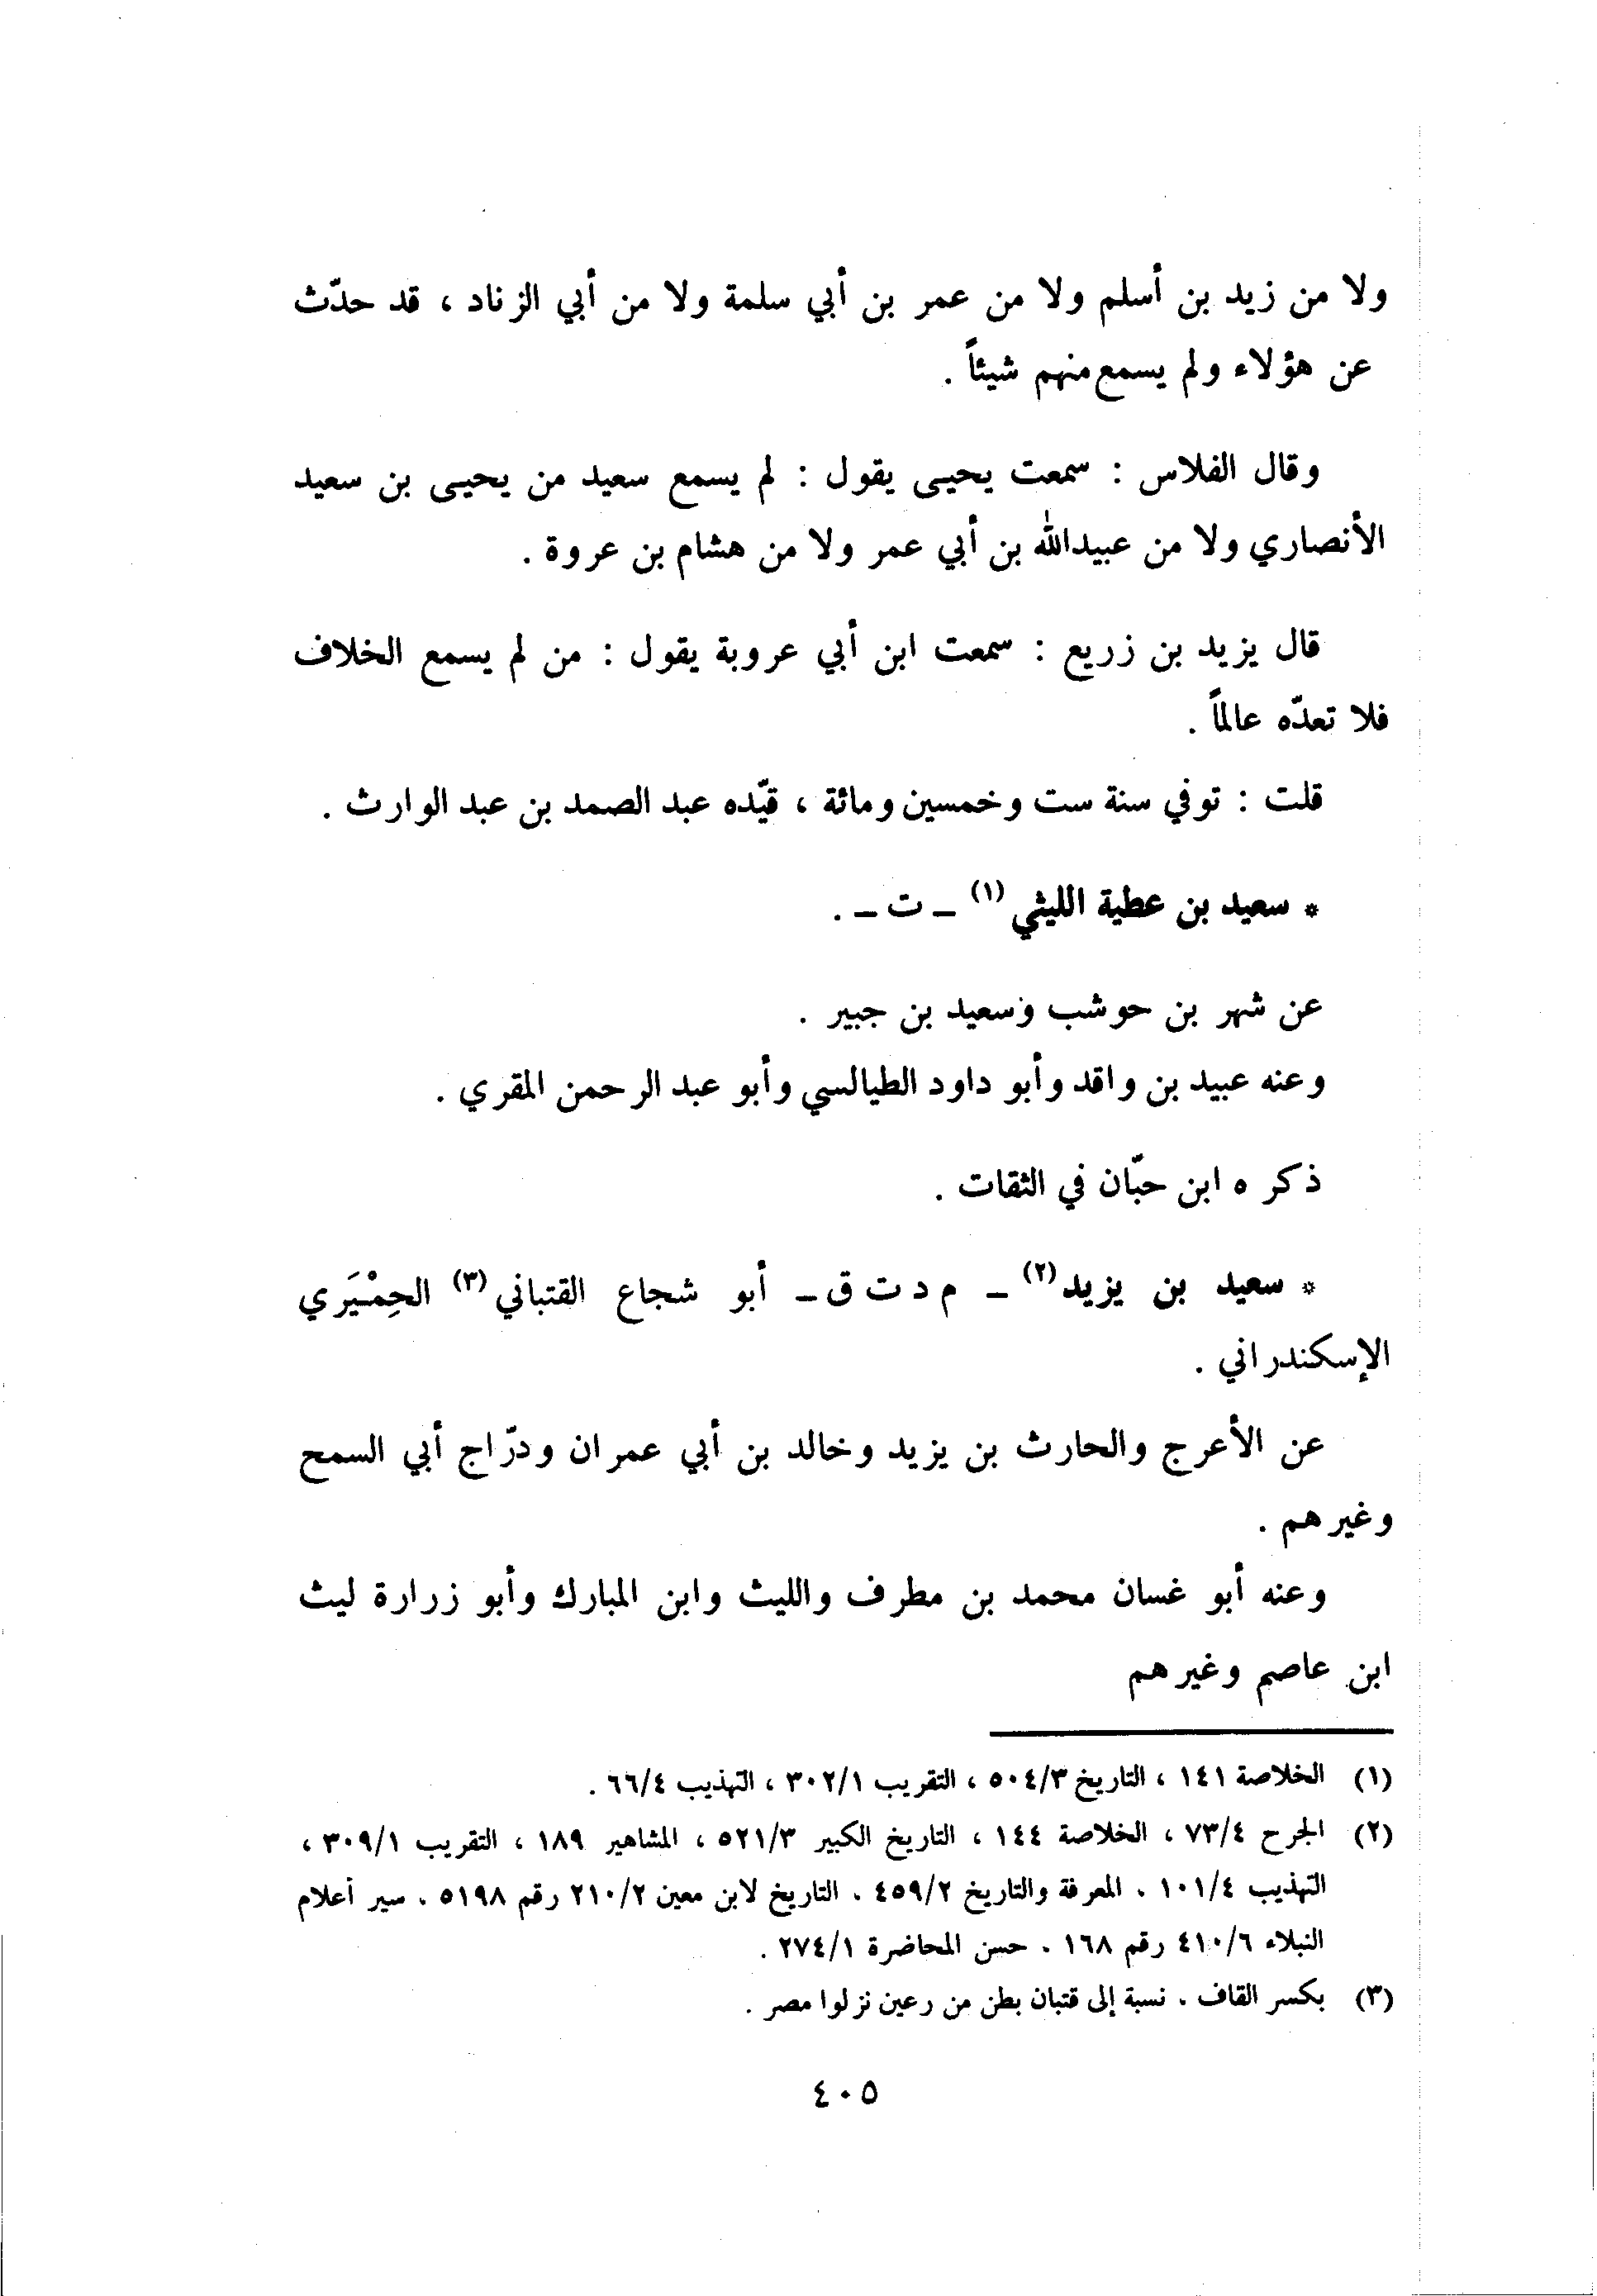 ولا من زيد بن أسلم ولا من عمر بن أبي سلمة ولا من أبي الزناد ، قد حدّث
عن هؤلاء ولم يسمع منهم شيئاً .
وقال الفلاس : سمعت يحيى يقول : لم يسمع سعيد من يحيى بن سعيد
الأنصاري ولا من عبيدالله بن أبي عمر ولا من هشام بن عروة .
قال يزيد بن زريع : سمعت ابن أبي عروبة يقول : من لم يسمع الخلاف
فلا تعدّه عالماً .
قلت : توفي سنة ست وخمسين ومائة ، قيّده عبد الصمد بن عبد الوارث .
* سعيد بن عطية الليثي (١) ـ ت ـ .
عن شهر بن حوشب وسعيد بن جبير .
وعنه عبيد بن واقد وأبو داود الطيالسي وأبو عبد الرحمن المقري .
ذكره ابن حبّان في الثقات .
* سعيد بن يزيد (٢) ـ م د ت ق ـ أبو شجاع القتباني (٣) الحِمْيَري
الإسكندراني .
عن الأعرج والحارث بن يزيد وخالد بن أبي عمران ودرّاج أبي السمح
وغيرهم .
وعنه أبو غسان محمد بن مطرف والليث وابن المبارك وأبو زرارة ليث
ابن عاصم وغيرهم
(١) الخلاصة ١٤١ ، التاريخ ٥٠٤/٣ ، التقريب ٣٠٢/١ ، التهذيب ٦٦/٤ .
(٢) الجرح ٧٣/٤ ، الخلاصة ١٤٤ ، التاريخ الكبير ٥٢١/٣ ، المشاهير ١٨٩ ، التقريب ٣٠٩/١ ،
التهذيب ١٠١/٤ . المعرفة والتاريخ ٤٥٩/٢ . التاريخ لابن معين ٢١٠/٢ رقم ٥١٩٨ . سير أعلام
النبلاء ٤١٠/٦ رقم ١٦٨ . حسن المحاضرة ٢٧٤/١ .
(٣) بكسر القاف . نسبة إلى قتبان بطن من رعين نزلوا مصر .
٤٠٥